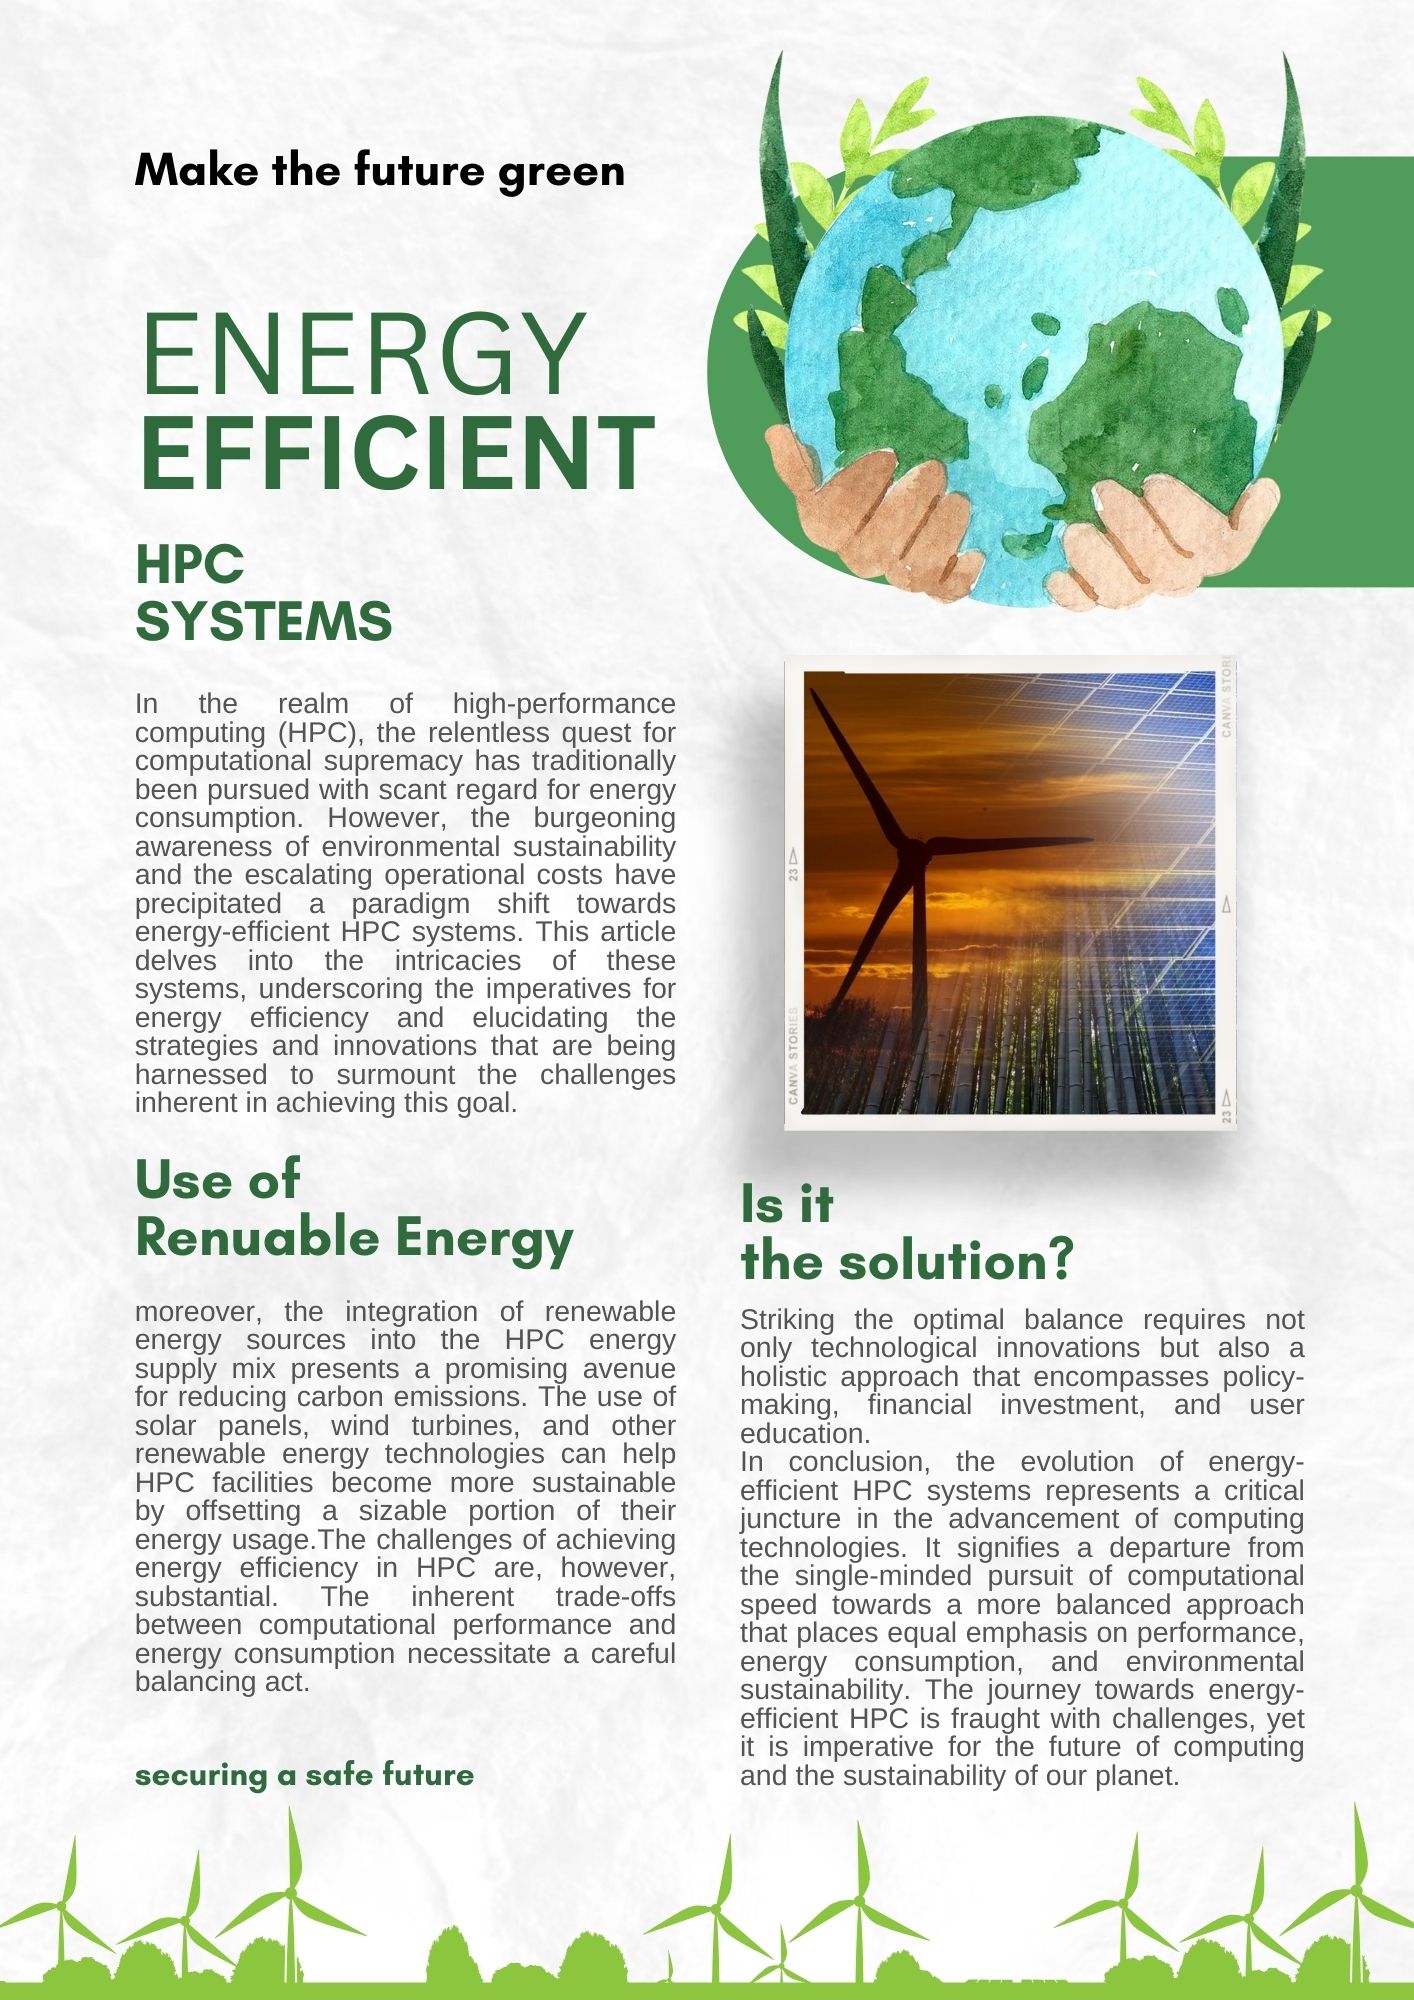 Make the future green
ENERGY
EFFICIENT
HPC
SYSTEMS
In the realm of high-performance
computing (HPC), the relentless quest for
computational supremacy has traditionally
been pursued with scant regard for energy
consumption. However, the burgeoning
awareness of environmental sustainability
and the escalating operational costs have
precipitated a paradigm shift towards
energy-efficient HPC systems. This article
delves into the intricacies of these
systems, underscoring the imperatives for
energy efficiency and elucidating the
strategies and innovations that are being
harnessed to surmount the challenges
inherent in achieving this goal.
CANVA STORI
23
CANVA STORIES
23
Use of
Renuable Energy
moreover, the integration of renewable
energy sources into the HPC energy
supply mix presents a promising avenue
for reducing carbon emissions. The use of
solar panels, wind turbines, and other
renewable energy technologies can help
HPC facilities become more sustainable
by offsetting a sizable portion of their
energy usage.The challenges of achieving
energy efficiency in HPC are, however,
substantial. The inherent trade-offs
between computational performance and
energy consumption necessitate a careful
balancing act.
securing a safe future
Is it
the solution?
Striking the optimal balance requires not
only technological innovations but also a
holistic approach that encompasses policy-
making, financial investment, and user
education.
In conclusion, the evolution of energy-
efficient HPC systems represents a critical
juncture in the advancement of computing
technologies. It signifies a departure from
the single-minded pursuit of computational
speed towards a more balanced approach
that places equal emphasis on performance,
energy consumption, and environmental
sustainability. The journey towards energy-
efficient HPC is fraught with challenges, yet
it is imperative for the future of computing
and the sustainability of our planet.